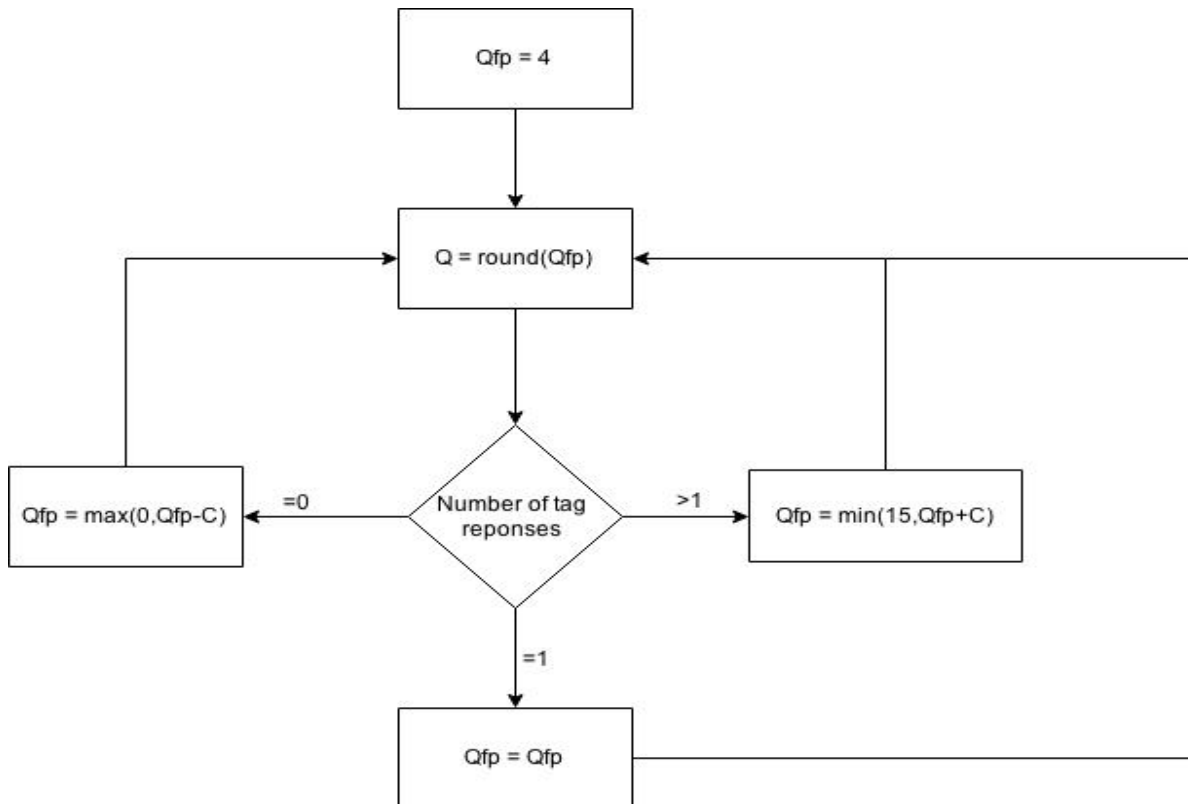 Qfp = 4
Q = round(Qfp)
Qfp = max(0,Qfp-C)
=0
Number of tag
reponses
>1
Qfp = min(15,Qfp+C)
=1
Qfp = Qfp